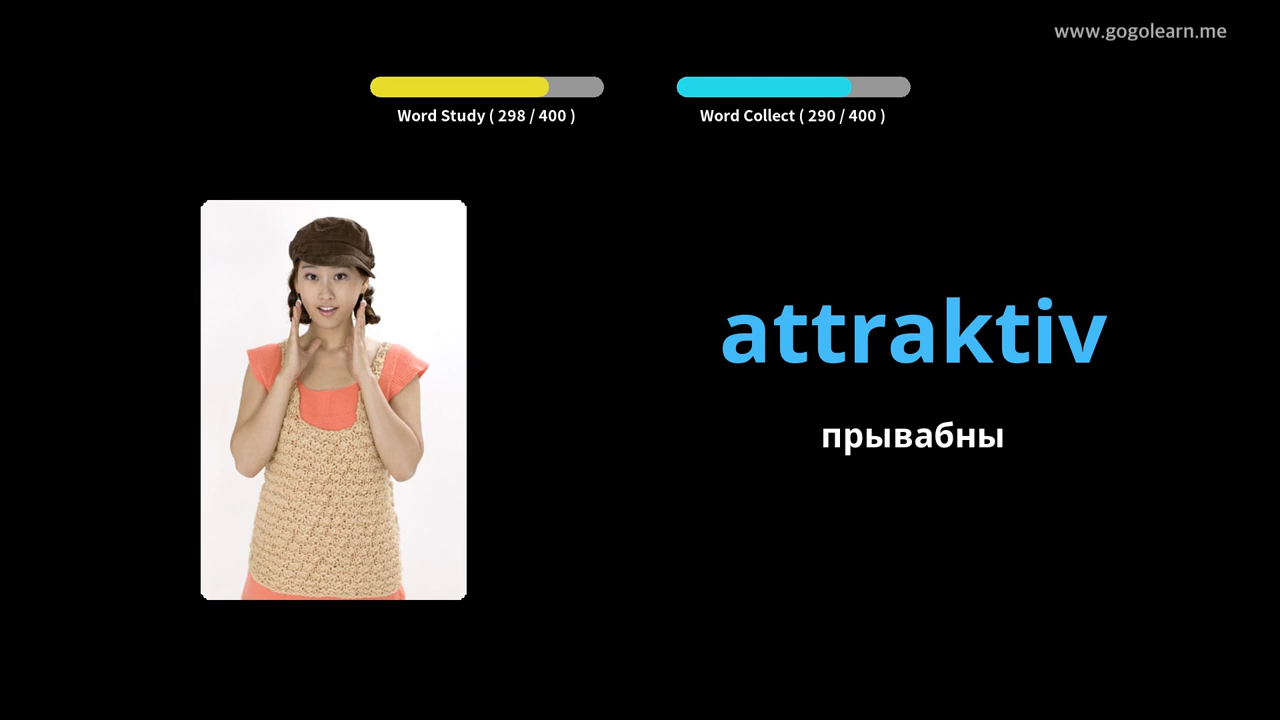 www.gogolearn.me
Word Study ( 298 / 400 )
Word Collect ( 290 / 400 )
attraktiv
прывабны